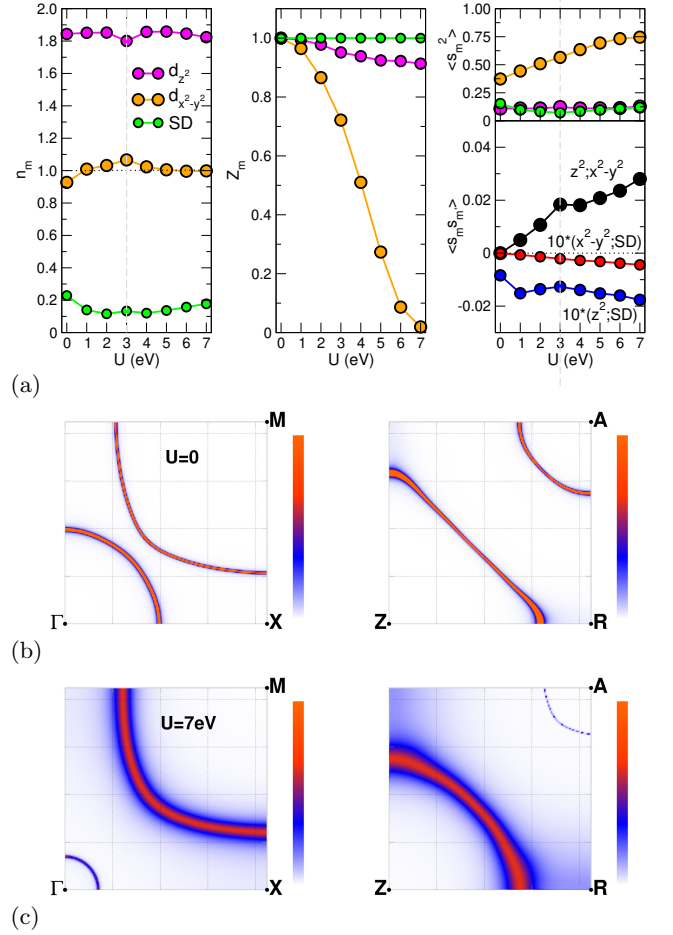 2.0
1.8
1.6
1.4
1.2
1.0
0.8
0.6
0.4
0.2
0
n_m
d_{z^2}
d_{x^2-y^2}
SD
0 1 2 3 4 5 6 7
U (eV)
1.0
0.8
0.6
0.4
0.2
0
Z_m
0 1 2 3 4 5 6 7
U (eV)
1.00
0.75
0.50
0.25
0
<s_m^2>
0.02
0
-0.02
<s_m s_m'>
z^2;x^2-y^2
10*(x^2-y^2;SD)
10*(z^2;SD)
0 1 2 3 4 5 6 7
U (eV)
(a)
M
U=0
Γ
X
A
Z
R
(b)
M
U=7eV
Γ
X
A
Z
R
(c)